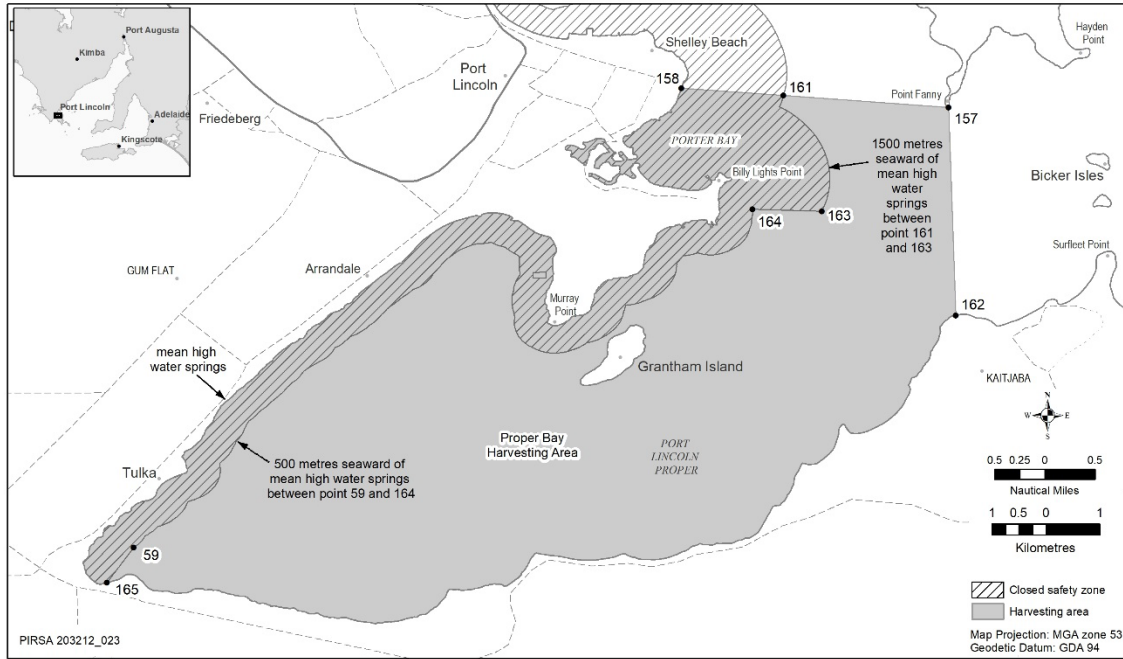 Port Augusta
Kimba
Port Lincoln
Adelaide
Kingscote
Hayden
Point
Shelley Beach
Port
Lincoln
158
161
Point Fanny
157
Friedeberg
PORTER BAY
1500 metres
seaward of
mean high
water
springs
between
point 161
and 163
Billy Lights Point
Bicker Isles
164
163
Surfleet Point
GUM FLAT
Arrandale
Murray
Point
162
mean high
water springs
Grantham Island
KAITJABA
N
W
E
S
Proper Bay
Harvesting Area
PORT
LINCOLN
PROPER
500 metres seaward of
mean high water springs
between point 59 and 164
Tulka
0.5 0.25 0 0.5
Nautical Miles
1 0.5 0 1
Kilometres
59
165
Closed safety zone
Harvesting area
PIRSA 203212_023
Map Projection: MGA zone 53
Geodetic Datum: GDA 94